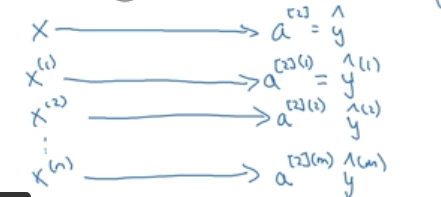 x ⟶ a^[2] = ŷ
x^(1) ⟶ a^[2](1) = ŷ^(1)
x^(2) ⟶ a^[2](2) ŷ^(2)
⋮
x^(m) ⟶ a^[2](m) ŷ^(m)